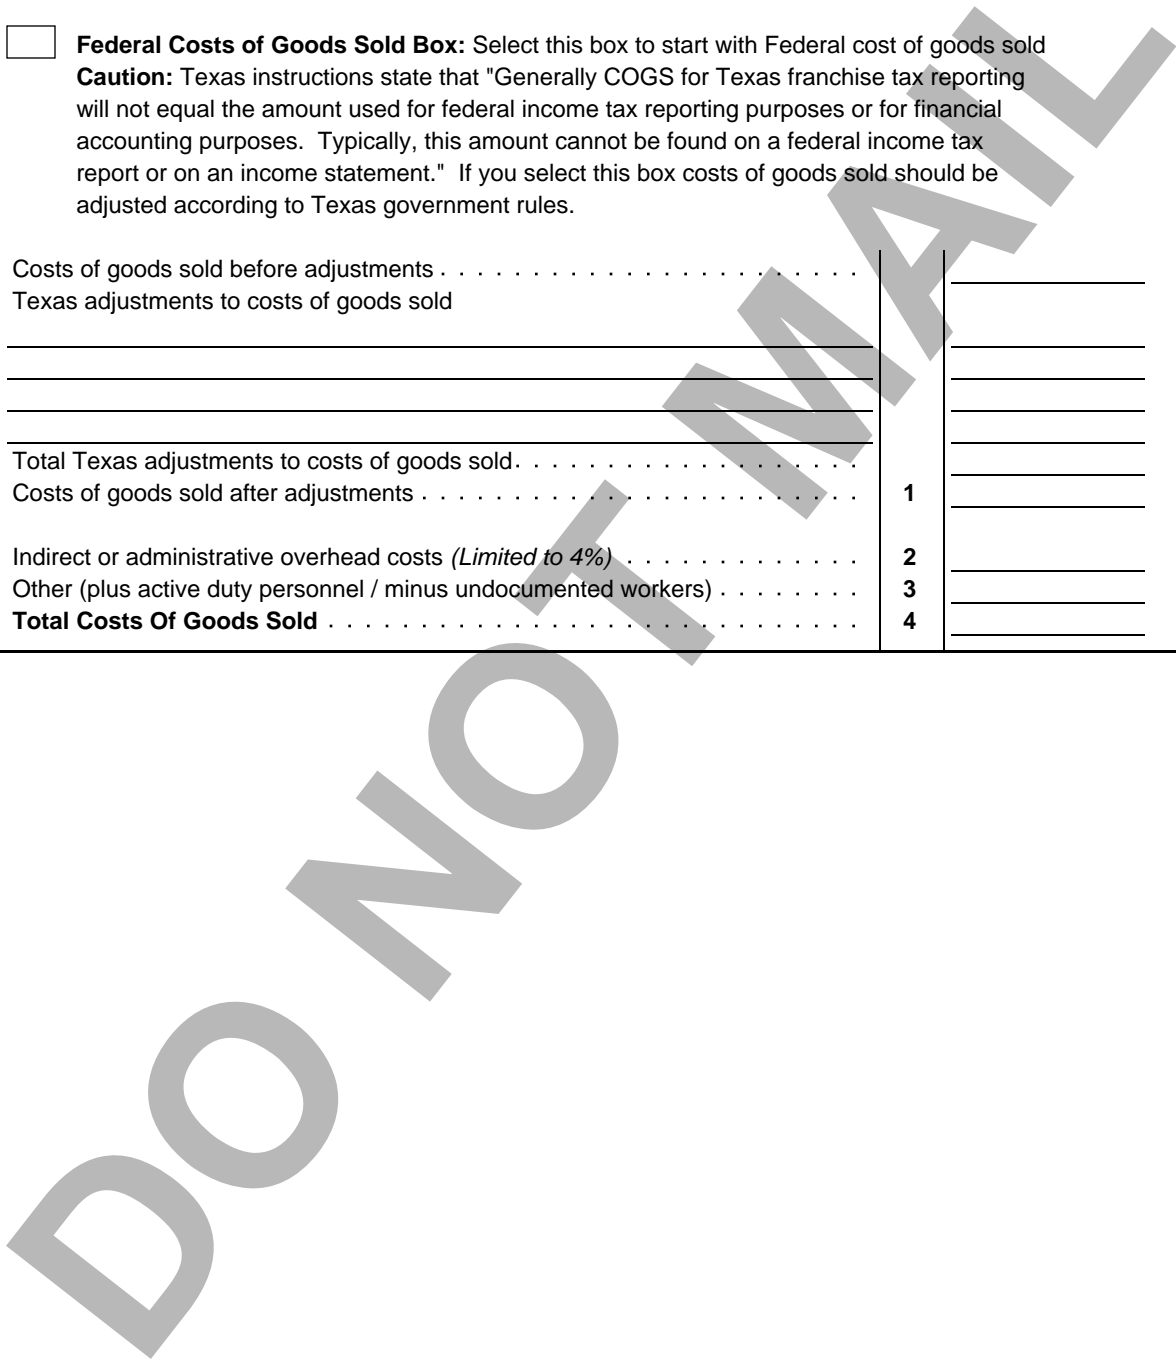 Federal Costs of Goods Sold Box: Select this box to start with Federal cost of goods sold
Caution: Texas instructions state that "Generally COGS for Texas franchise tax reporting
will not equal the amount used for federal income tax reporting purposes or for financial
accounting purposes. Typically, this amount cannot be found on a federal income tax
report or on an income statement." If you select this box costs of goods sold should be
adjusted according to Texas government rules.
Costs of goods sold before adjustments . . . . . . . . . . . . . . . . . . . . . . .
Texas adjustments to costs of goods sold
Total Texas adjustments to costs of goods sold . . . . . . . . . . . . . . . . . . .
Costs of goods sold after adjustments . . . . . . . . . . . . . . . . . . . . . . . . 1
Indirect or administrative overhead costs (Limited to 4%) . . . . . . . . . . . . . 2
Other (plus active duty personnel / minus undocumented workers) . . . . . . . . 3
Total Costs Of Goods Sold . . . . . . . . . . . . . . . . . . . . . . . . . . . . . 4
DO NOT MAIL